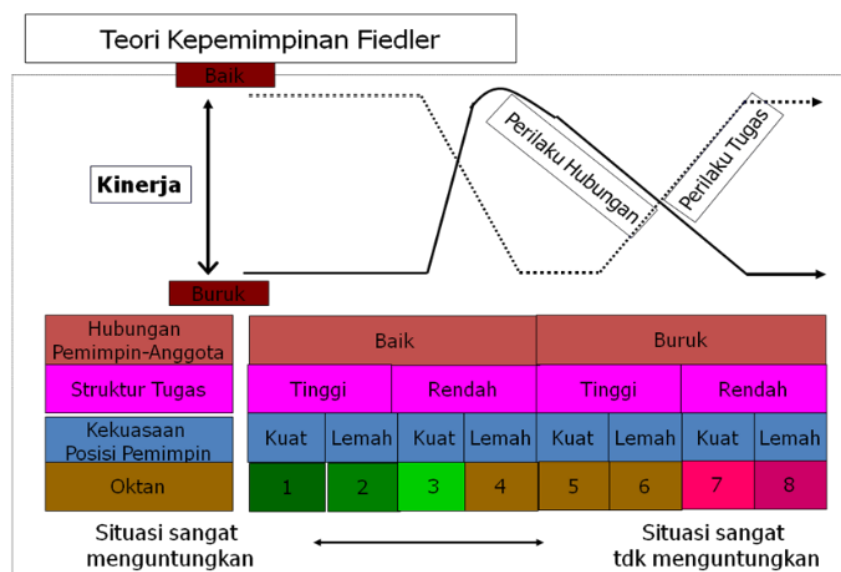 Teori Kepemimpinan Fiedler
Baik
Kinerja
Buruk
Perilaku Hubungan
Perilaku Tugas
Hubungan
Pemimpin-Anggota
Baik
Buruk
Struktur Tugas
Tinggi
Rendah
Tinggi
Rendah
Kekuasaan
Posisi Pemimpin
Kuat
Lemah
Kuat
Lemah
Kuat
Lemah
Kuat
Lemah
Oktan
1
2
3
4
5
6
7
8
Situasi sangat
menguntungkan
Situasi sangat
tdk menguntungkan